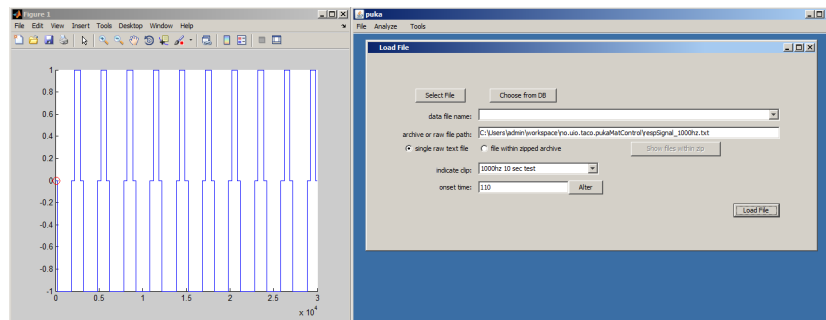 Figure 1
File Edit View Insert Tools Desktop Window Help
1
0.8
0.6
0.4
0.2
0
-0.2
-0.4
-0.6
-0.8
-1
0 0.5 1 1.5 2 2.5 3
x 10^4
puka
File Analyze Tools
Load File
Select File Choose from DB
data file name:
archive or raw file path: C:\Users\admin\workspace\no.uio.taco.pukaMatControl\respSignal_1000hz.txt
single raw text file file within zipped archive Show files within zip
indicate clip: 1000hz 10 sec test
onset time: 110 Alter
Load File